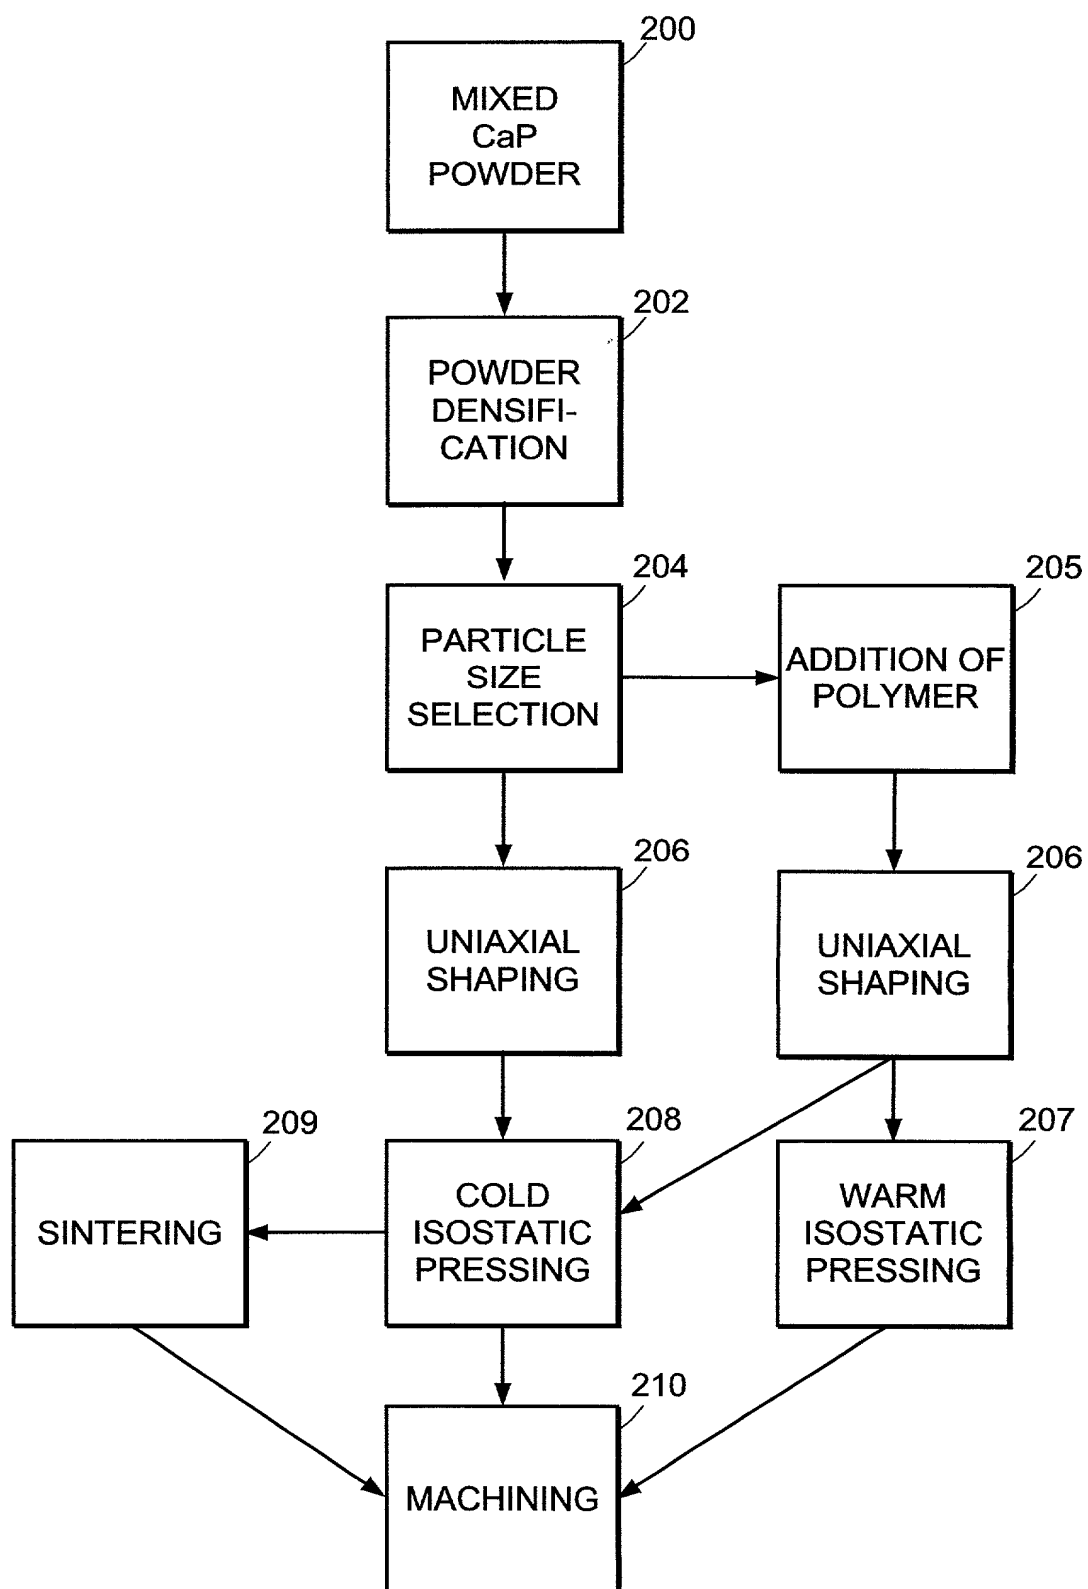 200
MIXED
CaP
POWDER
202
POWDER
DENSIFI-
CATION
204
PARTICLE
SIZE
SELECTION
205
ADDITION OF
POLYMER
206
UNIAXIAL
SHAPING
206
UNIAXIAL
SHAPING
209
SINTERING
208
COLD
ISOSTATIC
PRESSING
207
WARM
ISOSTATIC
PRESSING
210
MACHINING